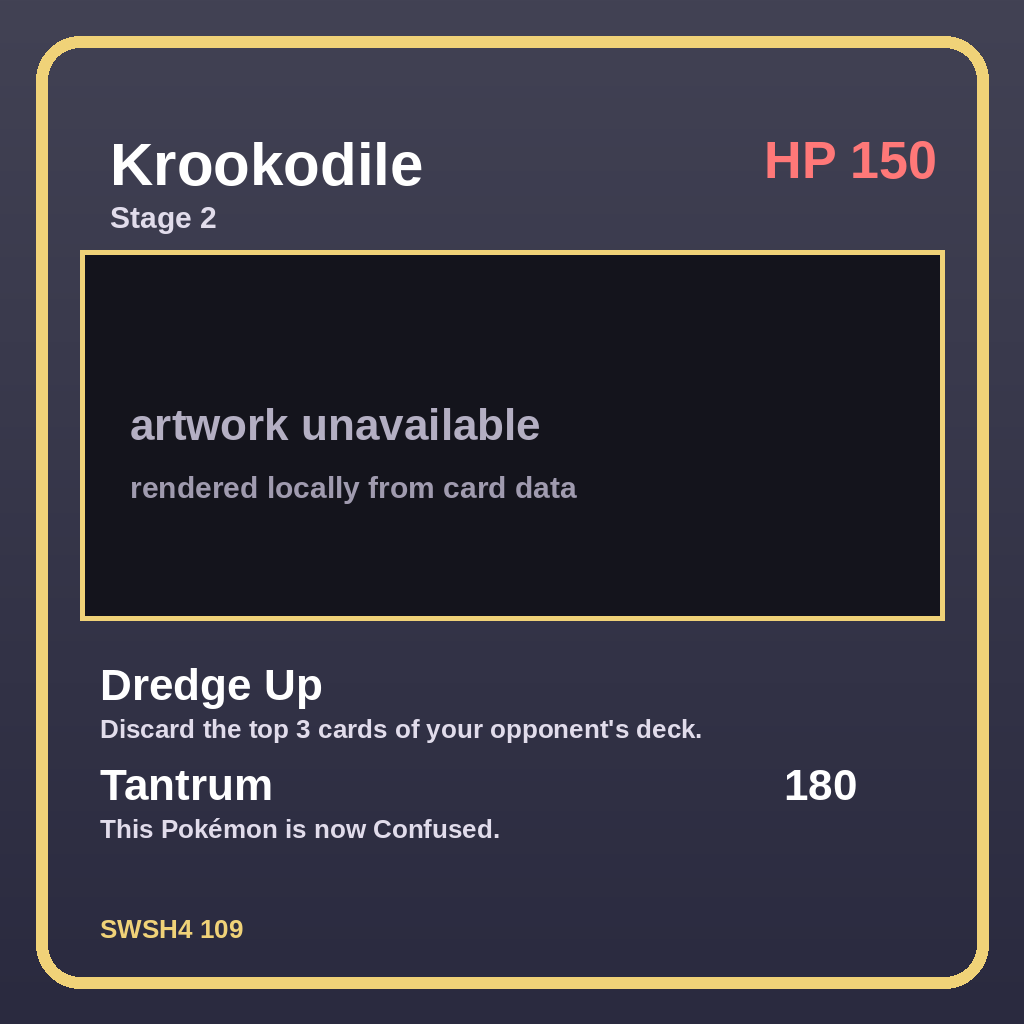 Krookodile
HP 150
Stage 2
artwork unavailable
rendered locally from card data
Dredge Up
Discard the top 3 cards of your opponent's deck.
Tantrum
180
This Pokémon is now Confused.
SWSH4 109